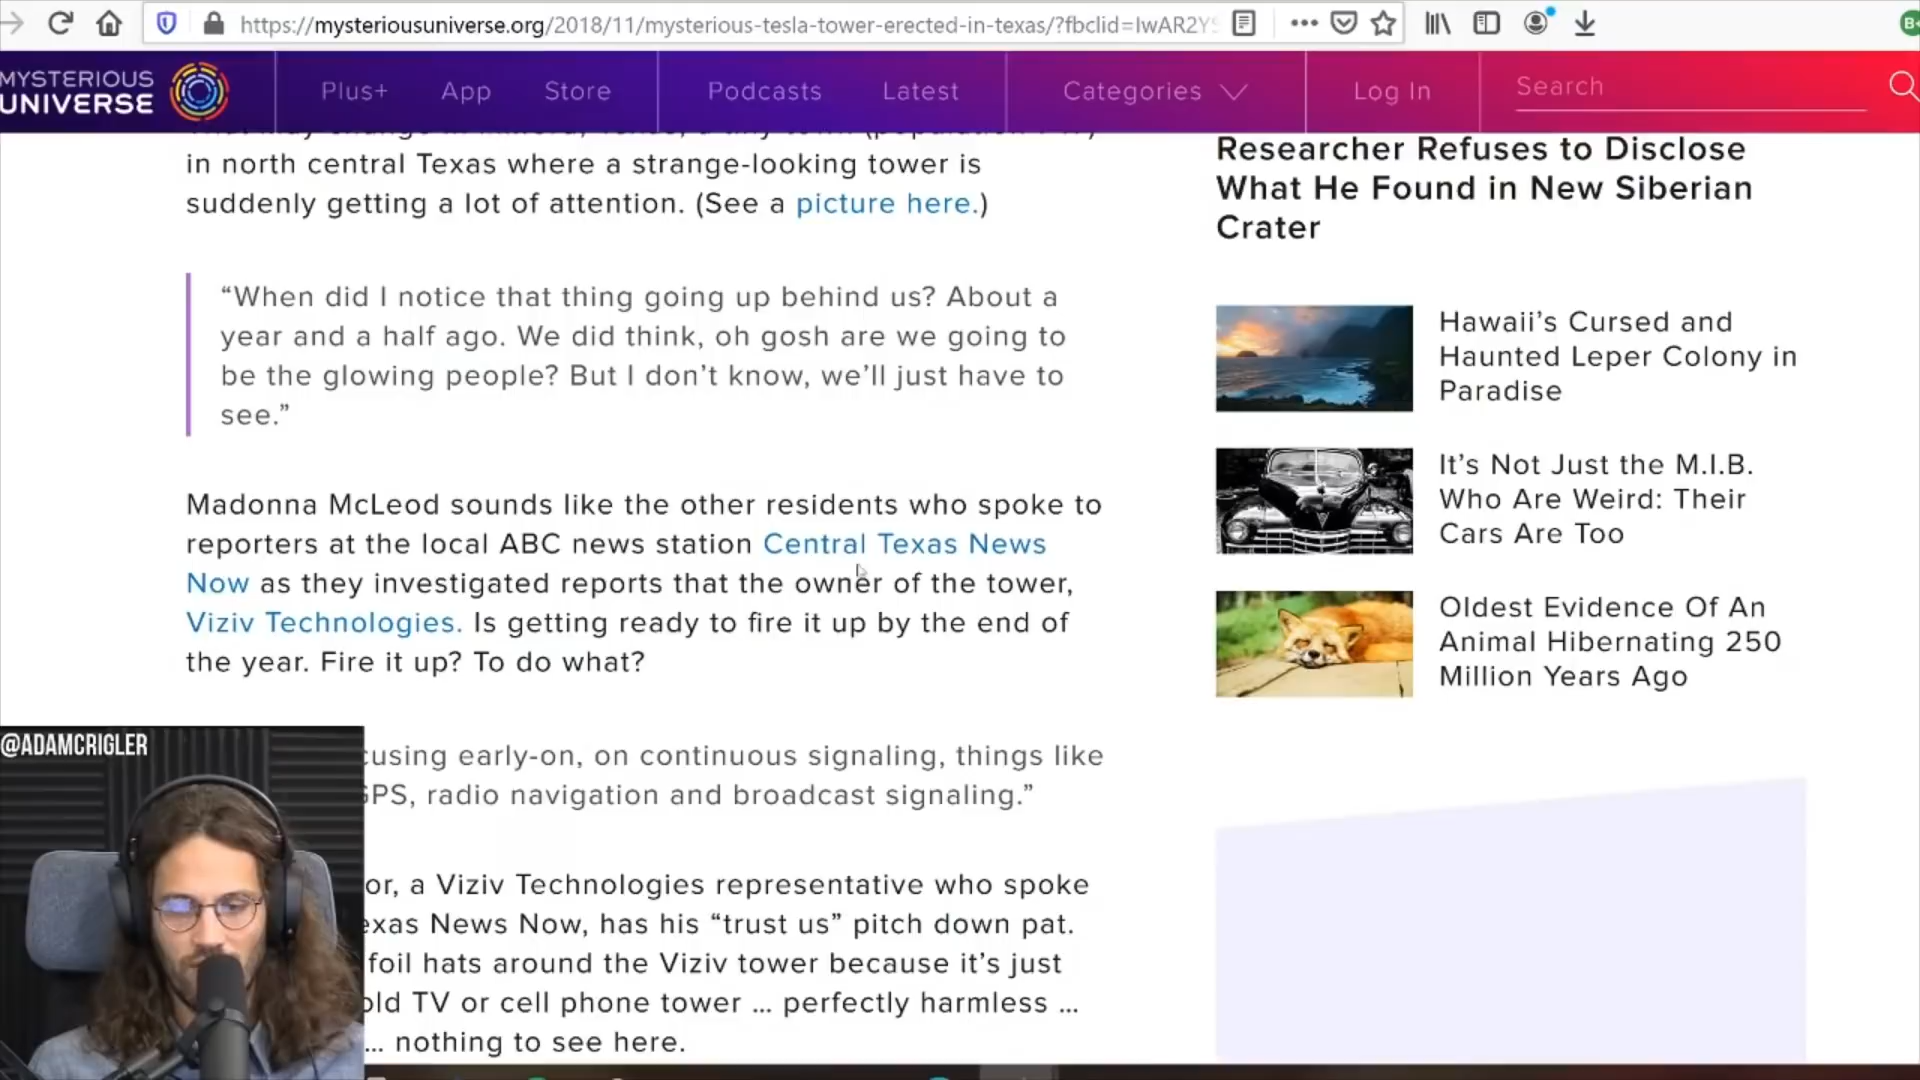 https://mysteriousuniverse.org/2018/11/mysterious-tesla-tower-erected-in-texas/?fbclid=IwAR2Y
MYSTERIOUS
UNIVERSE
Plus+
App
Store
Podcasts
Latest
Categories
Log In
Search
in north central Texas where a strange-looking tower is
suddenly getting a lot of attention. (See a picture here.)
“When did I notice that thing going up behind us? About a
year and a half ago. We did think, oh gosh are we going to
be the glowing people? But I don’t know, we’ll just have to
see.”
Madonna McLeod sounds like the other residents who spoke to
reporters at the local ABC news station Central Texas News
Now as they investigated reports that the owner of the tower,
Viziv Technologies. Is getting ready to fire it up by the end of
the year. Fire it up? To do what?
cusing early-on, on continuous signaling, things like
GPS, radio navigation and broadcast signaling.”
or, a Viziv Technologies representative who spoke
exas News Now, has his “trust us” pitch down pat.
foil hats around the Viziv tower because it’s just
old TV or cell phone tower … perfectly harmless …
… nothing to see here.
Researcher Refuses to Disclose
What He Found in New Siberian
Crater
Hawaii’s Cursed and
Haunted Leper Colony in
Paradise
It’s Not Just the M.I.B.
Who Are Weird: Their
Cars Are Too
Oldest Evidence Of An
Animal Hibernating 250
Million Years Ago
@ADAMCRIGLER